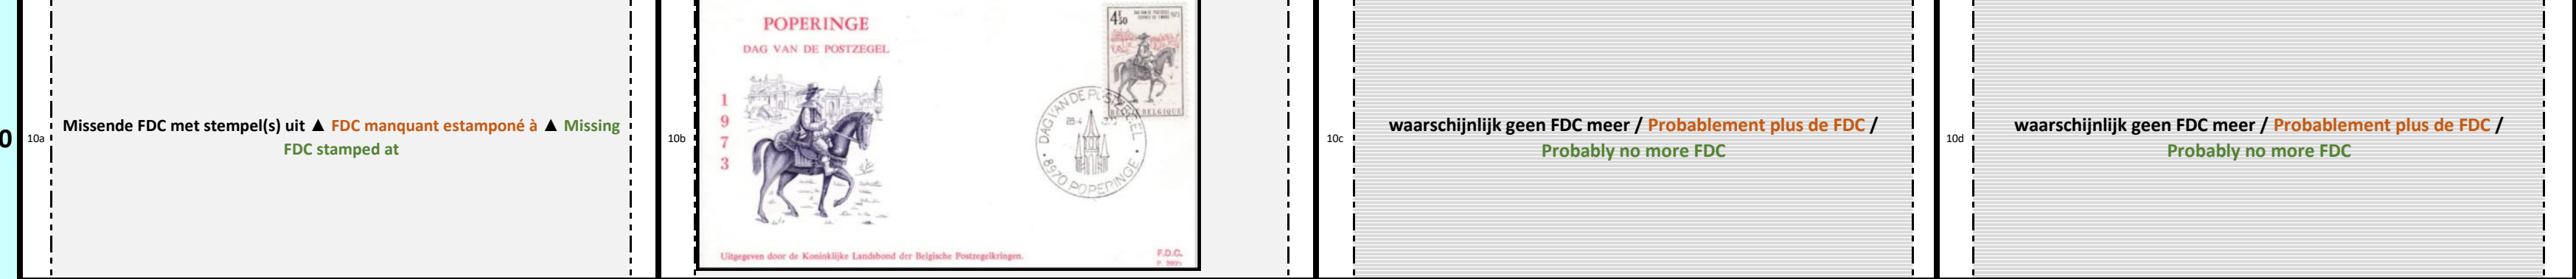 0
10a
Missende FDC met stempel(s) uit ▲ FDC manquant estamponé à ▲ Missing
FDC stamped at
10b
POPERINGE
DAG VAN DE POSTZEGEL
1
9
7
3
4F50
BELGIE BELGIQUE
DAG VAN DE POSTZEGEL
28-4
8970 POPERINGE
Uitgegeven door de Koninklijke Landsbond der Belgische Postzegelkringen.
F.D.C.
10c
waarschijnlijk geen FDC meer / Probablement plus de FDC /
Probably no more FDC
10d
waarschijnlijk geen FDC meer / Probablement plus de FDC /
Probably no more FDC